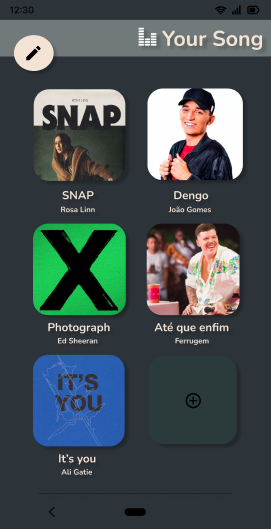 12:30
Your Song
SNAP
SNAP
Rosa Linn
Dengo
João Gomes
X
Photograph
Ed Sheeran
Até que enfim
Ferrugem
IT'S
YOU
It's you
Ali Gatie